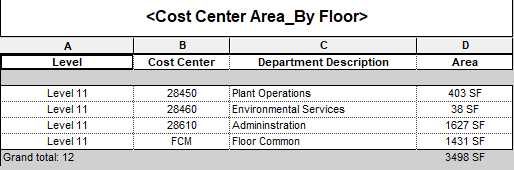 <Cost Center Area_By Floor>
A B C D
Level Cost Center Department Description Area
Level 11 28450 Plant Operations 403 SF
Level 11 28460 Environmental Services 38 SF
Level 11 28610 Admininstration 1627 SF
Level 11 FCM Floor Common 1431 SF
Grand total: 12 3498 SF